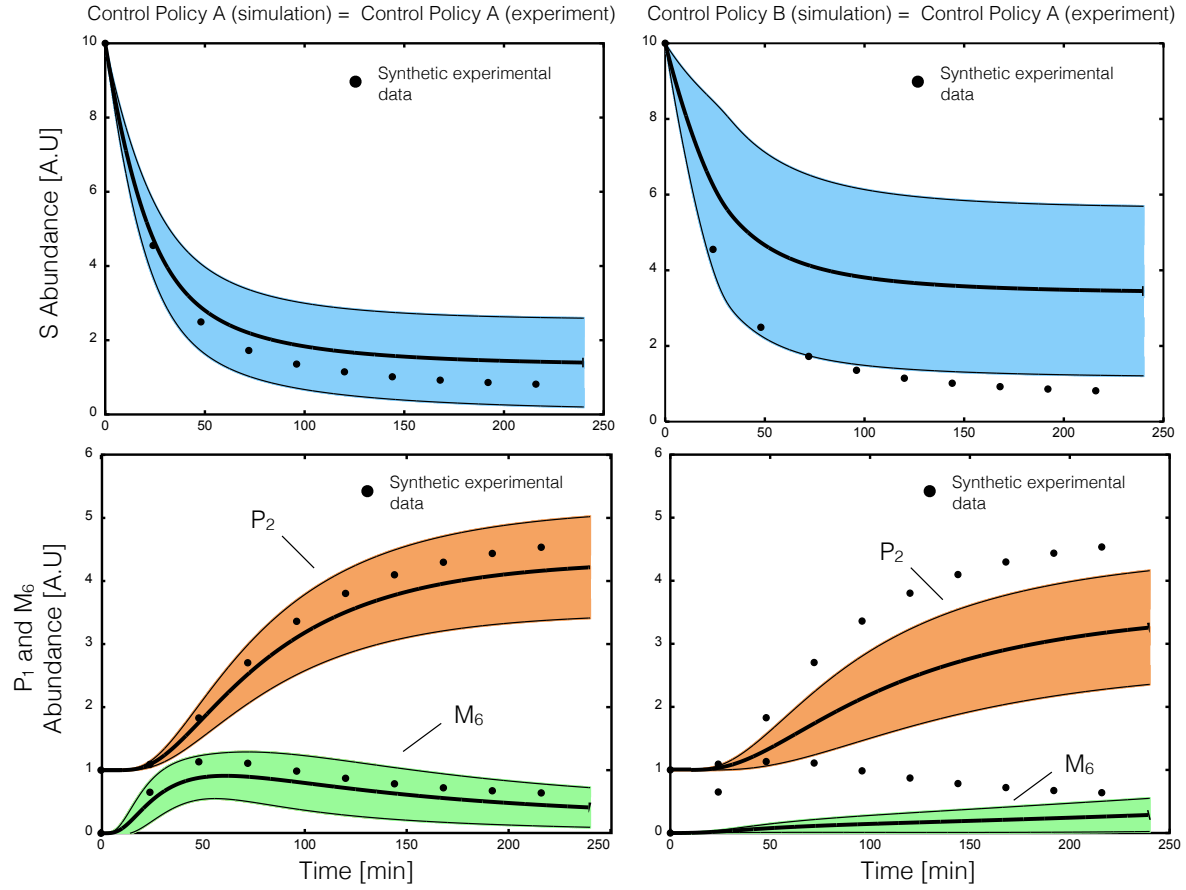 Control Policy A (simulation) = Control Policy A (experiment)
Control Policy B (simulation) = Control Policy A (experiment)
10
8
6
4
2
0
0
50
100
150
200
250
S Abundance [A.U]
Synthetic experimental
data
10
8
6
4
2
0
0
50
100
150
200
250
Synthetic experimental
data
6
5
4
3
2
1
0
0
50
100
150
200
250
P₁ and M₆
Abundance [A.U]
Time [min]
Synthetic experimental
data
P₂
M₆
6
5
4
3
2
1
0
0
50
100
150
200
250
Time [min]
Synthetic experimental
data
P₂
M₆